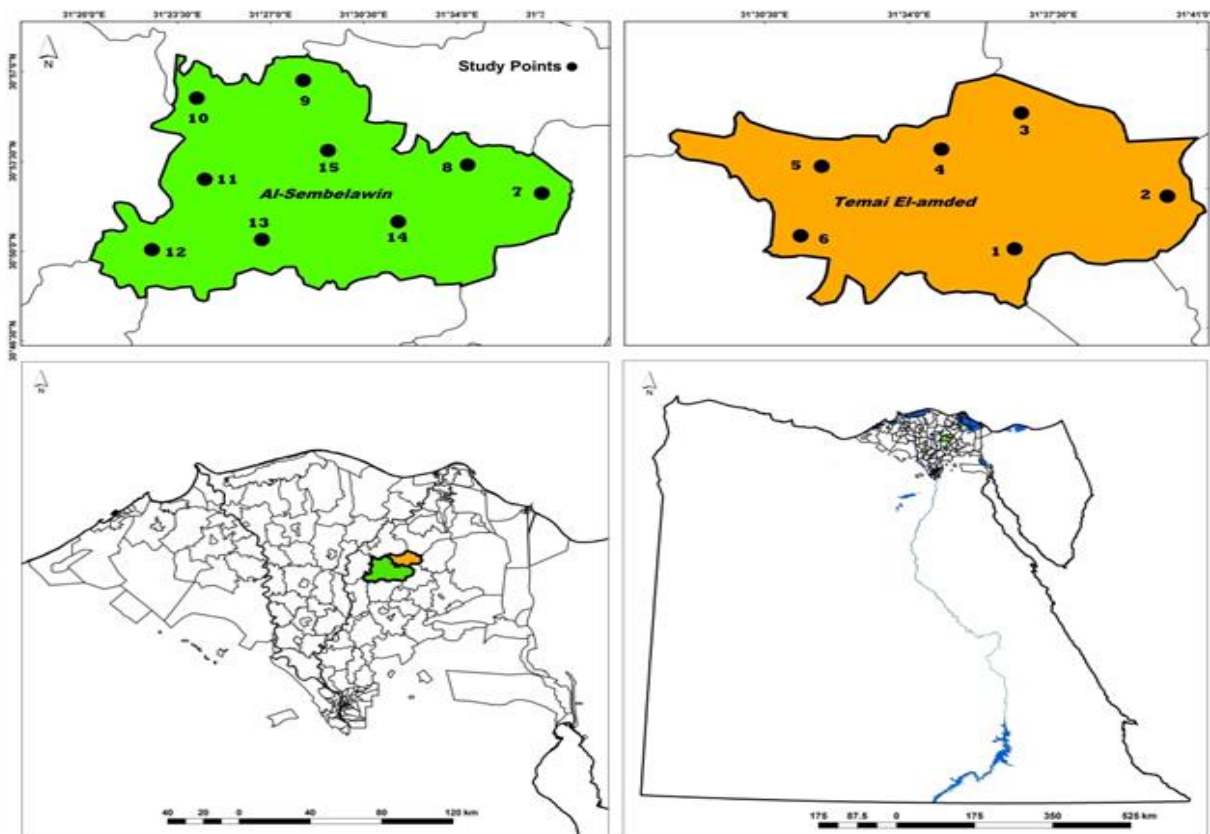 31°23'30"E 31°27'0"E 31°30'30"E 31°34'0"E
N
Study Points
10
9
15
8
11
7
Al-Sembelawin
13
14
12
31°30'30"E 31°34'0"E 31°37'30"E 31°41'0"E
N
3
4
5
2
Temai El-amded
6
1
N
40 20 0 40 80 120 km
N
175 87.5 0 175 350 525 km